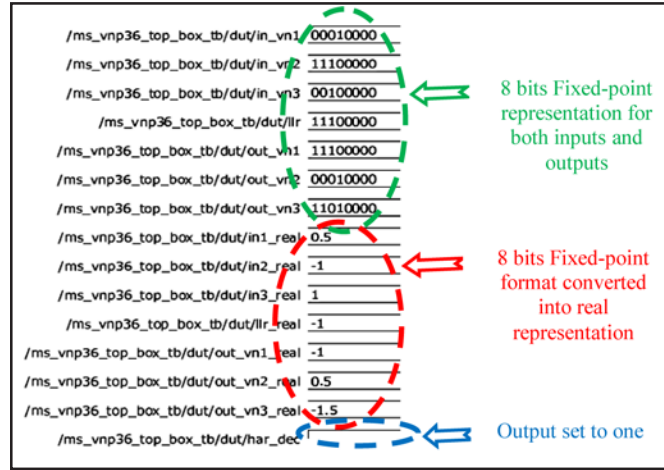 /ms_vnp36_top_box_tb/dut/in_vn1 00010000
/ms_vnp36_top_box_tb/dut/in_vn2 11100000
/ms_vnp36_top_box_tb/dut/in_vn3 00100000
/ms_vnp36_top_box_tb/dut/llr 11100000
/ms_vnp36_top_box_tb/dut/out_vn1 11100000
/ms_vnp36_top_box_tb/dut/out_vn2 00010000
/ms_vnp36_top_box_tb/dut/out_vn3 11010000
/ms_vnp36_top_box_tb/dut/in1_real 0.5
/ms_vnp36_top_box_tb/dut/in2_real -1
/ms_vnp36_top_box_tb/dut/in3_real 1
/ms_vnp36_top_box_tb/dut/llr_real -1
/ms_vnp36_top_box_tb/dut/out_vn1_real -1
/ms_vnp36_top_box_tb/dut/out_vn2_real 0.5
/ms_vnp36_top_box_tb/dut/out_vn3_real -1.5
/ms_vnp36_top_box_tb/dut/har_dec
8 bits Fixed-point
representation for
both inputs and
outputs
8 bits Fixed-point
format converted
into real
representation
Output set to one